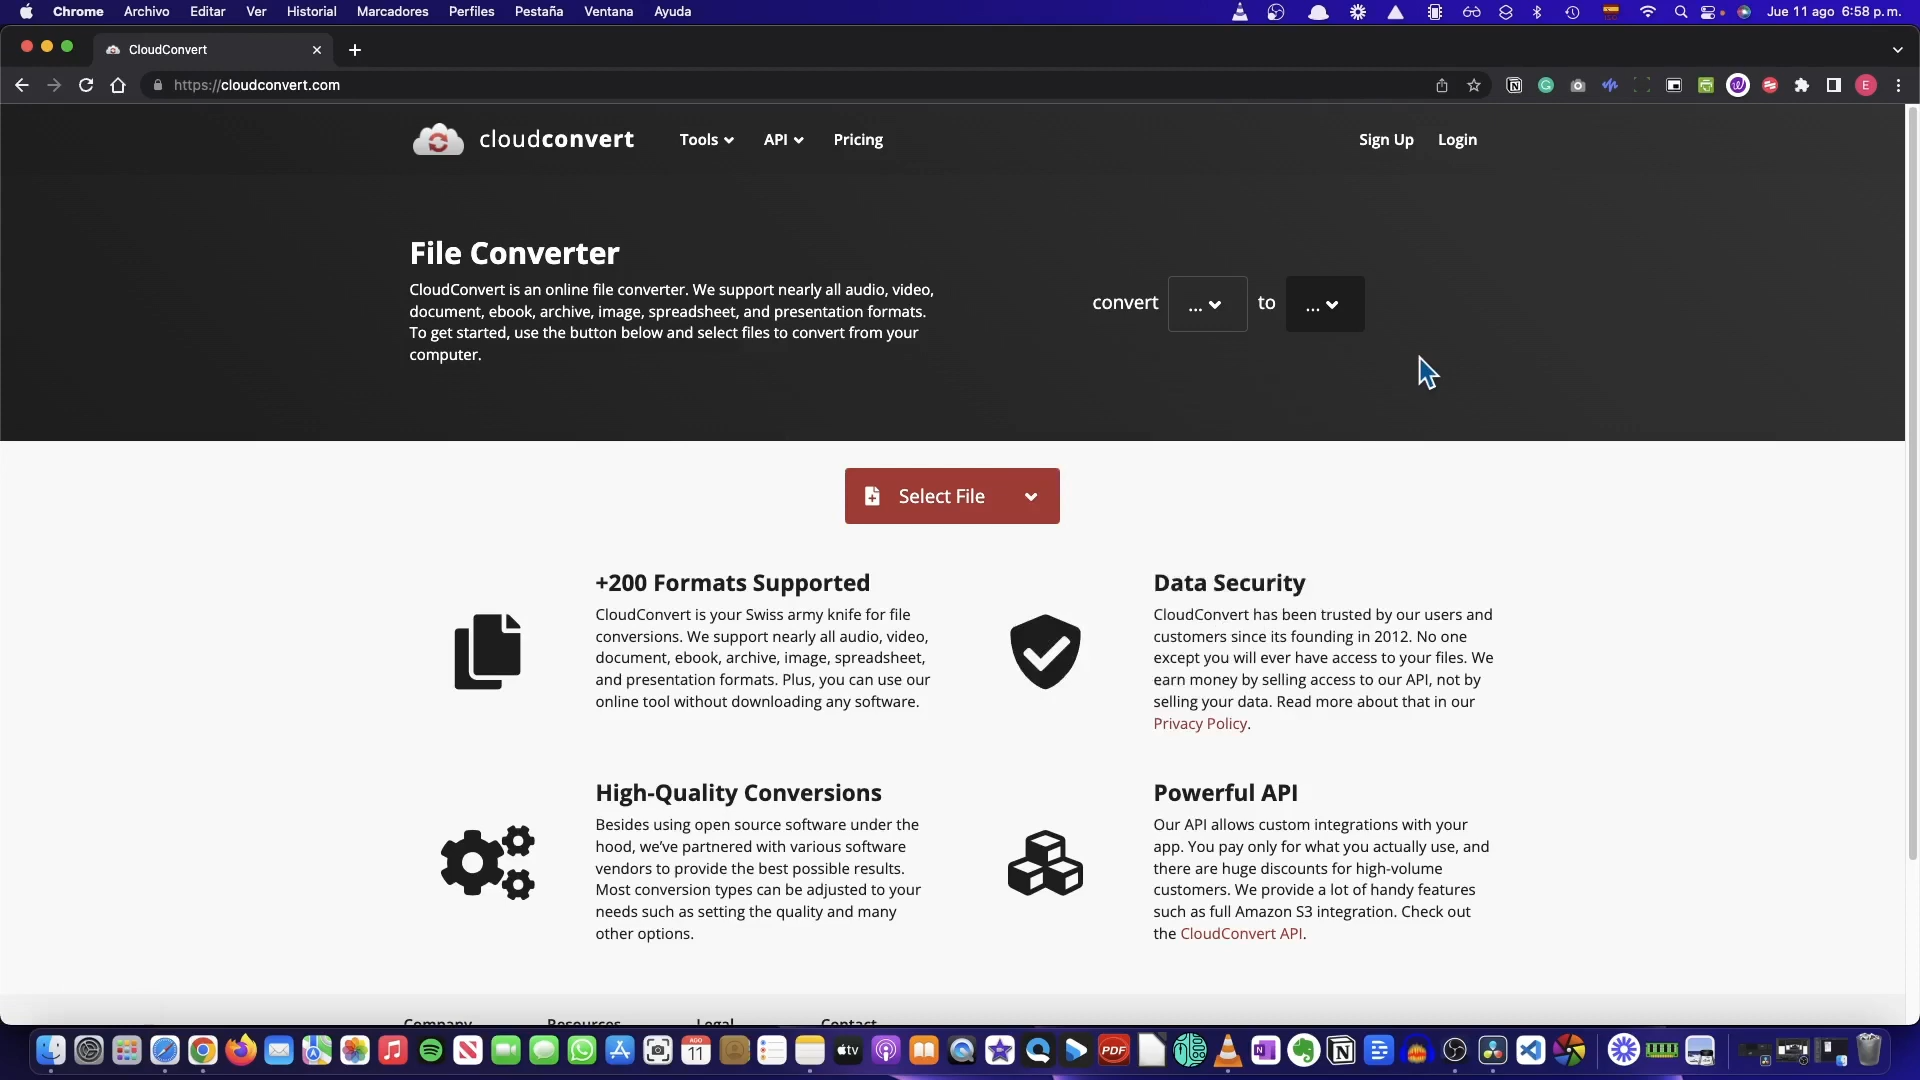 Chrome Archivo Editar Ver Historial Marcadores Perfiles Pestaña Ventana Ayuda Jue 11 ago 6:58 p. m.
CloudConvert
https://cloudconvert.com
E
cloudconvert Tools API Pricing Sign Up Login
File Converter
CloudConvert is an online file converter. We support nearly all audio, video,
document, ebook, archive, image, spreadsheet, and presentation formats.
To get started, use the button below and select files to convert from your
computer.
convert ... to ...
Select File
+200 Formats Supported
CloudConvert is your Swiss army knife for file
conversions. We support nearly all audio, video,
document, ebook, archive, image, spreadsheet,
and presentation formats. Plus, you can use our
online tool without downloading any software.
Data Security
CloudConvert has been trusted by our users and
customers since its founding in 2012. No one
except you will ever have access to your files. We
earn money by selling access to our API, not by
selling your data. Read more about that in our
Privacy Policy.
High-Quality Conversions
Besides using open source software under the
hood, we've partnered with various software
vendors to provide the best possible results.
Most conversion types can be adjusted to your
needs such as setting the quality and many
other options.
Powerful API
Our API allows custom integrations with your
app. You pay only for what you actually use, and
there are huge discounts for high-volume
customers. We provide a lot of handy features
such as full Amazon S3 integration. Check out
the CloudConvert API.
Company Resources Legal Contact
AGO
11
tv
PDF